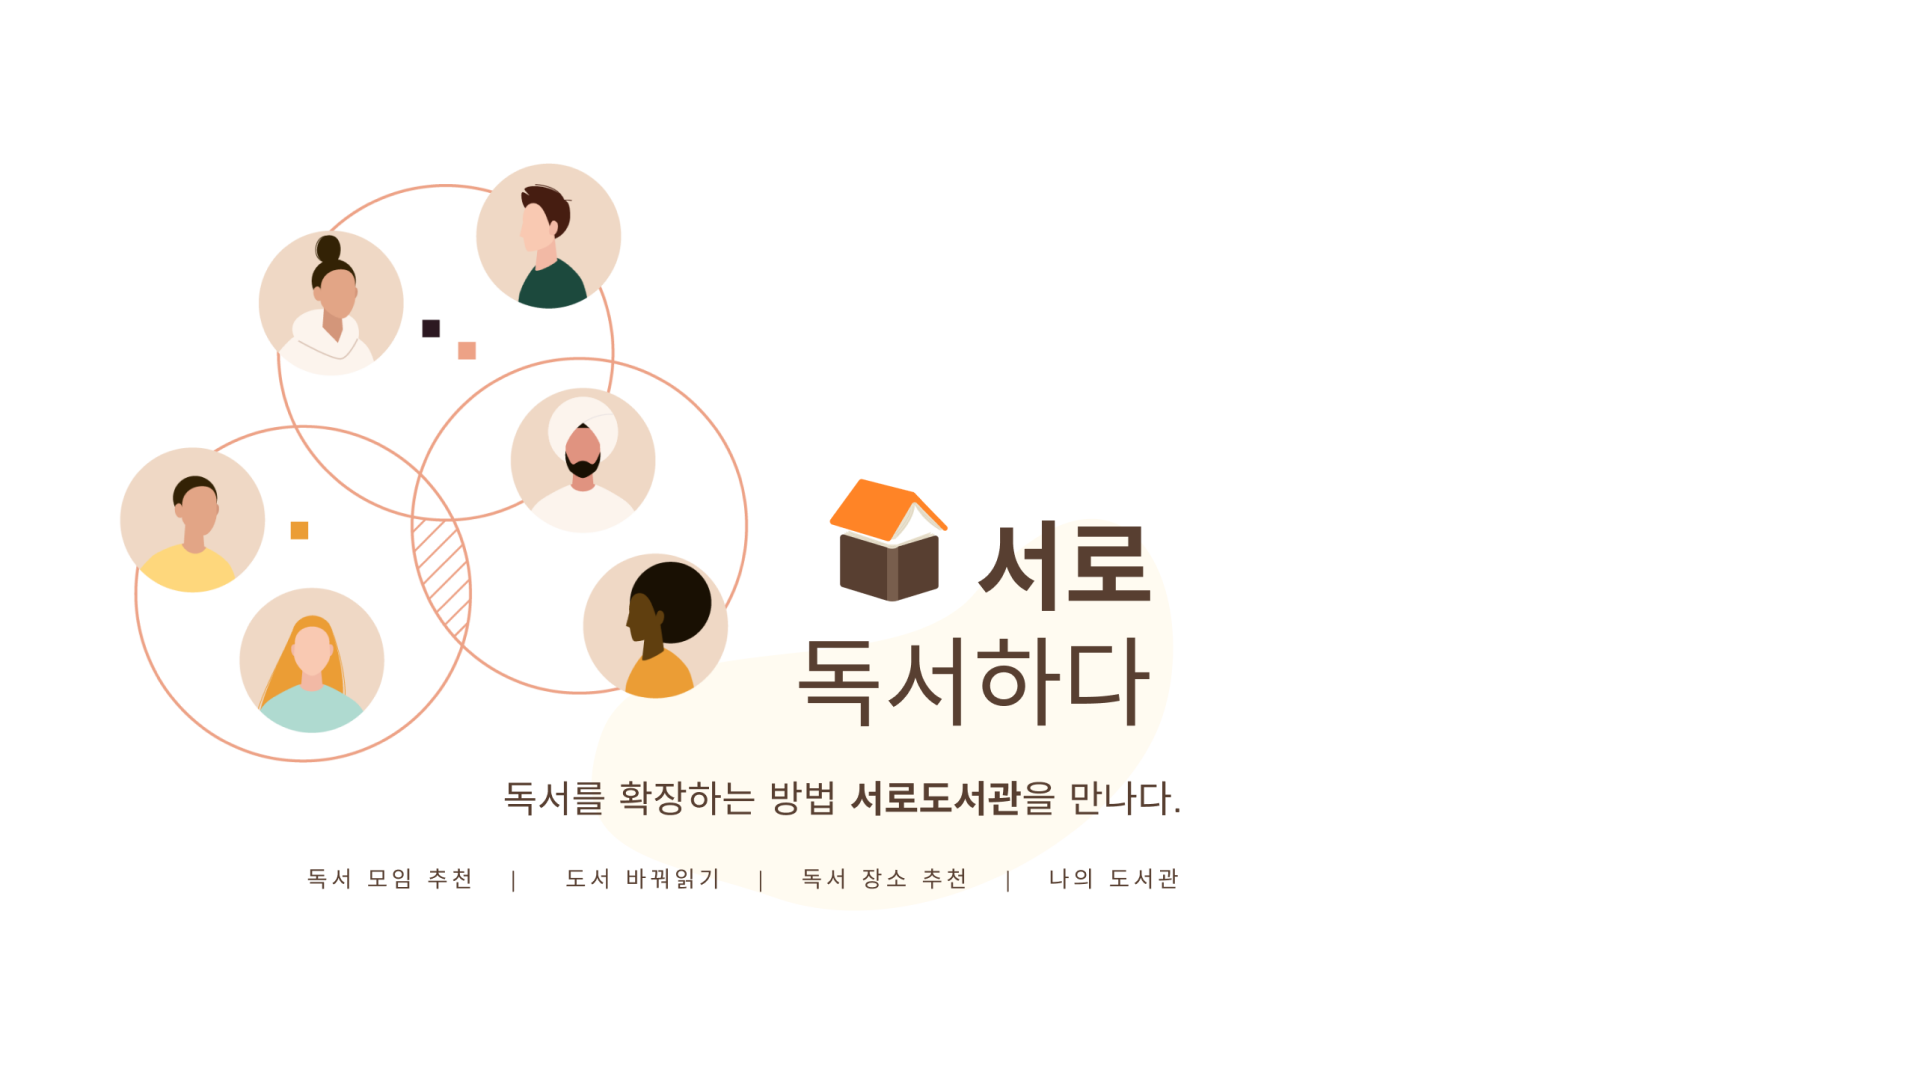 서로
독서하다
독서를 확장하는 방법 서로도서관을 만나다.
독서 모임 추천 | 도서 바꿔읽기 | 독서 장소 추천 | 나의 도서관